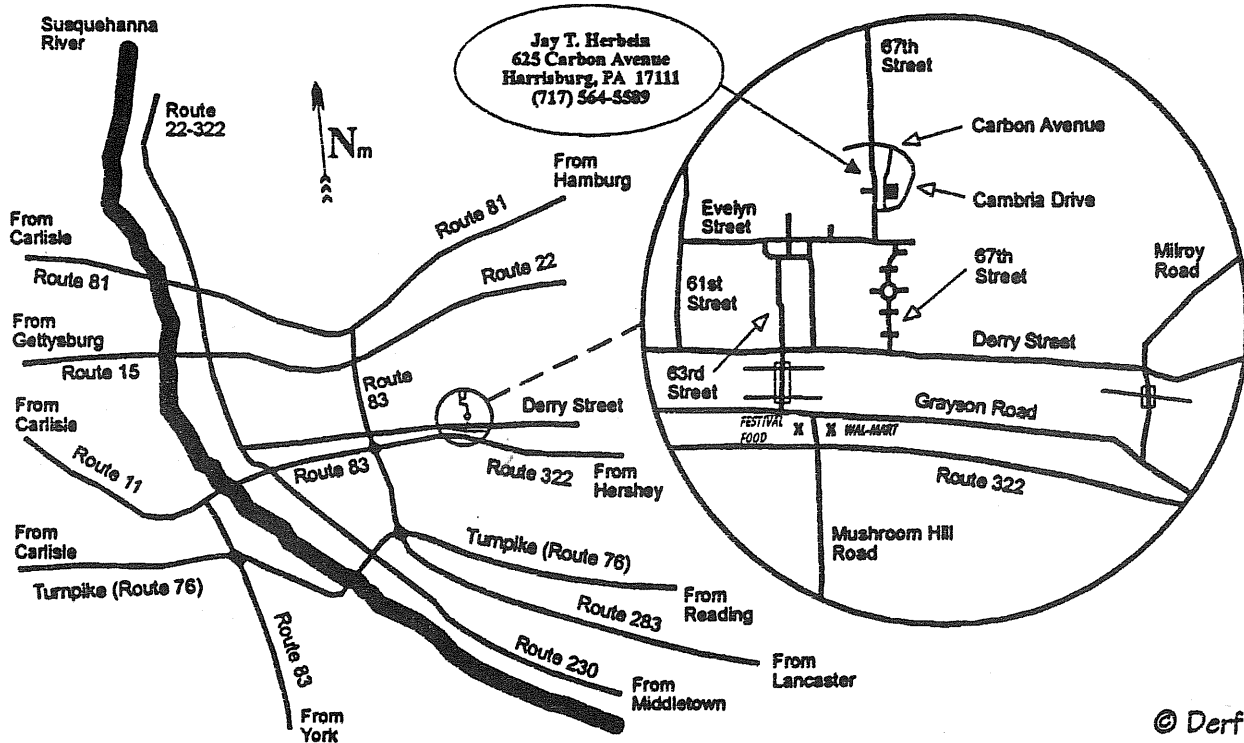 Susquehanna
River
Route
22-322
Nm
Jay T. Herbein
625 Carbon Avenue
Harrisburg, PA 17111
(717) 564-5589
From
Hamburg
Route 81
Route 22
From
Carlisle
Route 81
From
Gettysburg
Route 15
From
Carlisle
Route 11
Route
83
Derry Street
Route 83
Route 322
From
Hershey
From
Carlisle
Turnpike (Route 76)
Turnpike (Route 76)
From
Reading
Route 283
From
Lancaster
Route 230
From
Middletown
Route 83
From
York
67th
Street
Carbon Avenue
Cambria Drive
Evelyn
Street
Milroy
Road
61st
Street
67th
Street
Derry Street
63rd
Street
Grayson Road
FESTIVAL
FOOD
X X WAL-MART
Route 322
Mushroom Hill
Road
© Derf